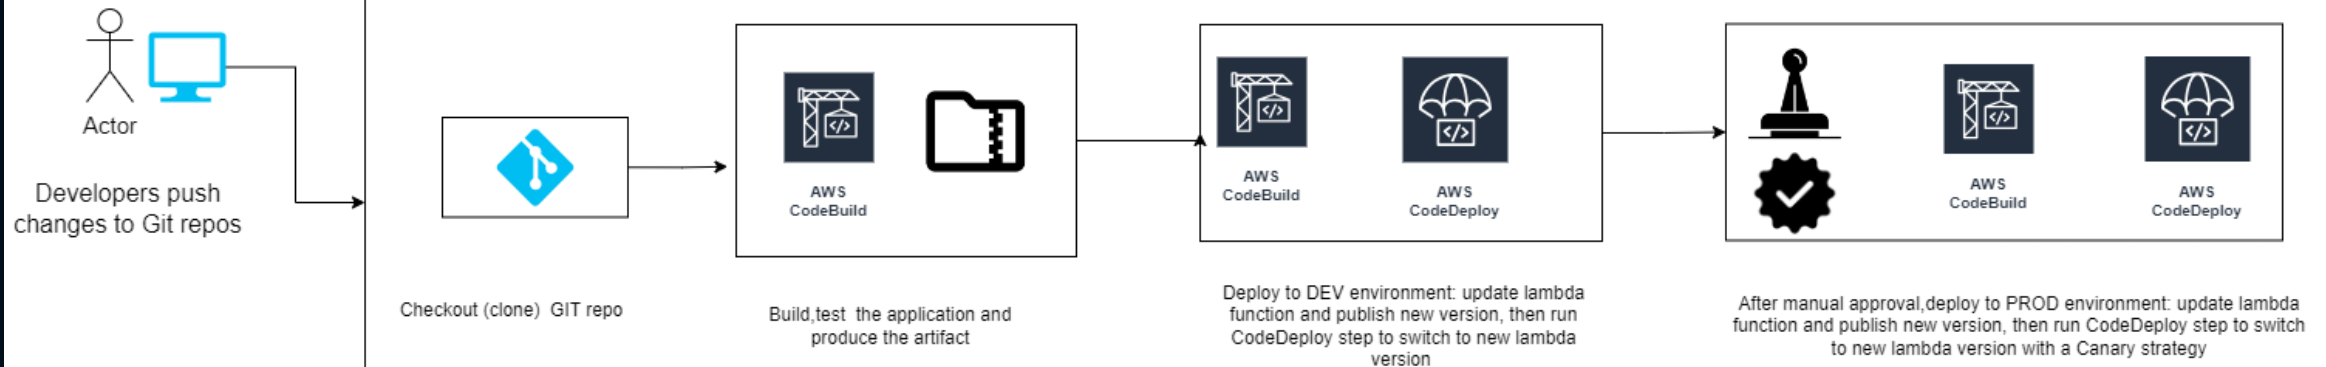 Actor
Developers push
changes to Git repos
Checkout (clone)  GIT repo
</>
AWS
CodeBuild
Build,test  the application and
produce the artifact
</>
AWS
CodeBuild
</>
AWS
CodeDeploy
Deploy to DEV environment: update lambda
function and publish new version, then run
CodeDeploy step to switch to new lambda
version
</>
AWS
CodeBuild
</>
AWS
CodeDeploy
After manual approval,deploy to PROD environment: update lambda
function and publish new version, then run CodeDeploy step to switch
to new lambda version with a Canary strategy